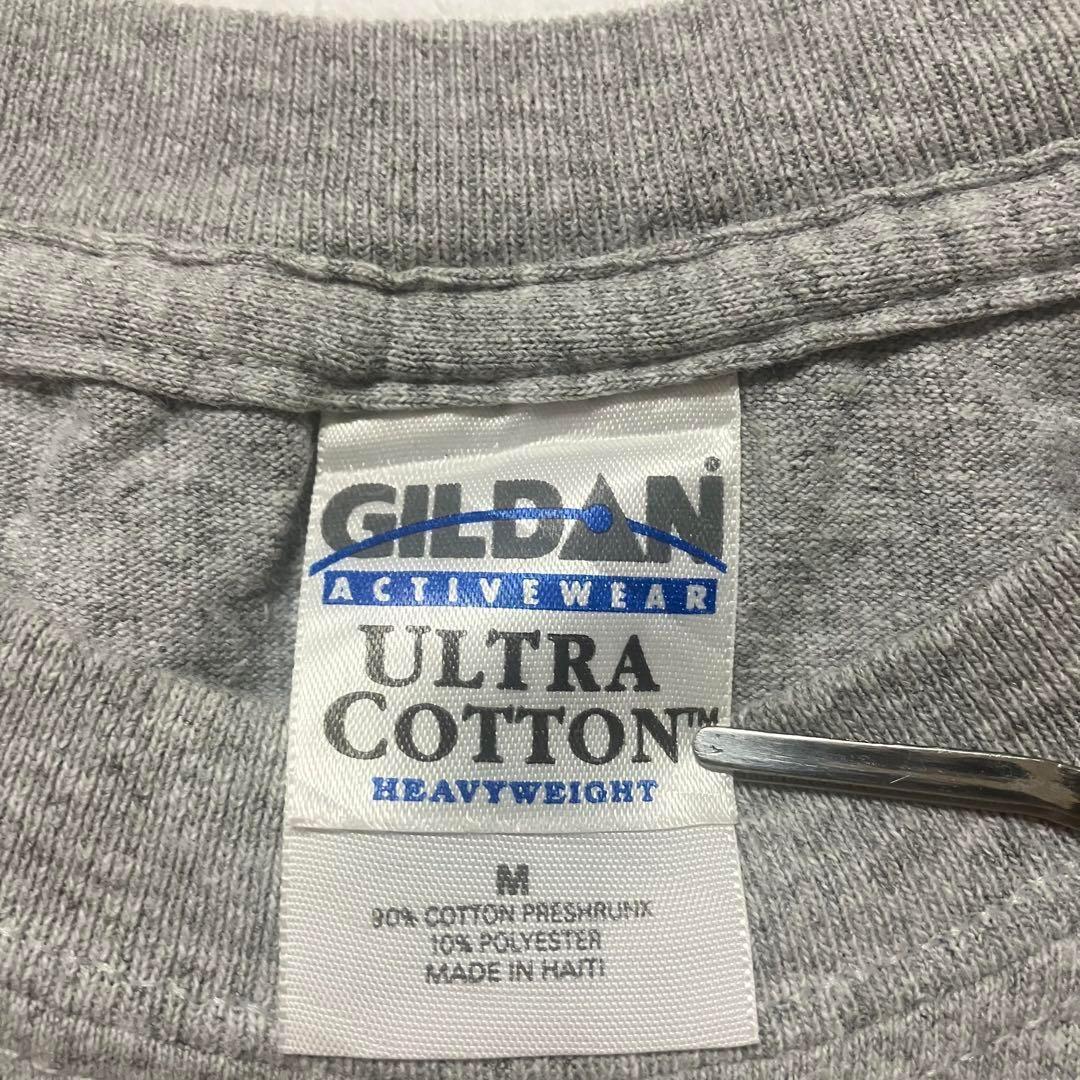 GILDAN®
ACTIVEWEAR
ULTRA
COTTON™
HEAVYWEIGHT
M
90% COTTON PRESHRUNK
10% POLYESTER
MADE IN HAITI